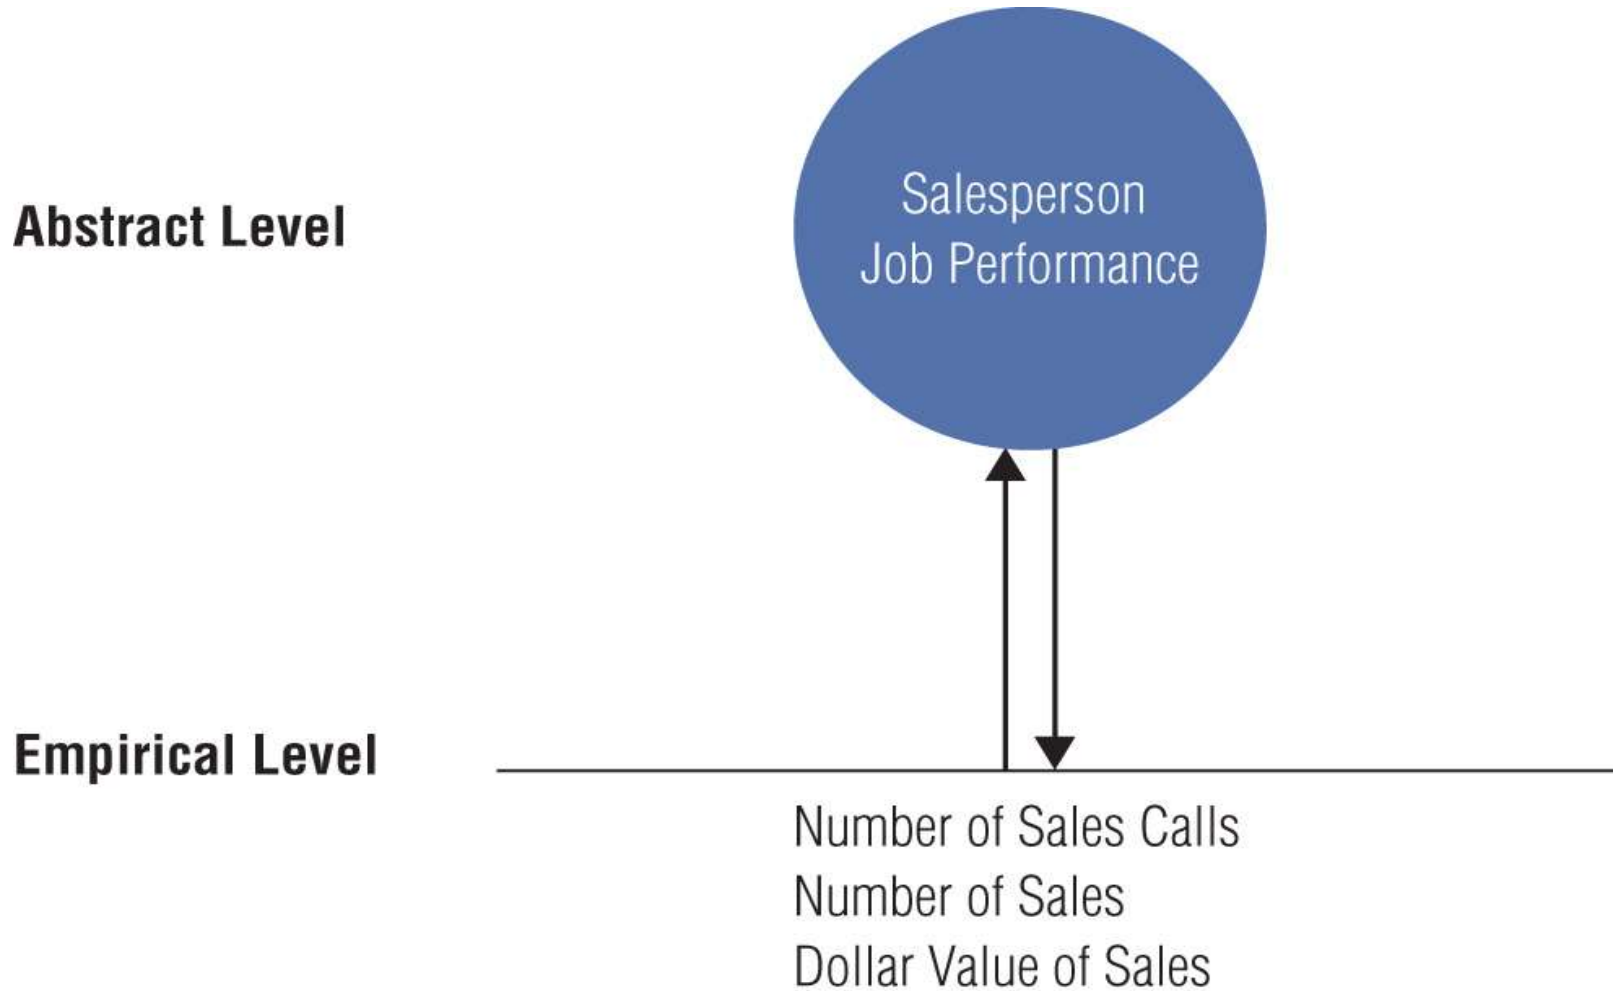 Salesperson
Job Performance
Abstract Level
Empirical Level
Number of Sales Calls
Number of Sales
Dollar Value of Sales